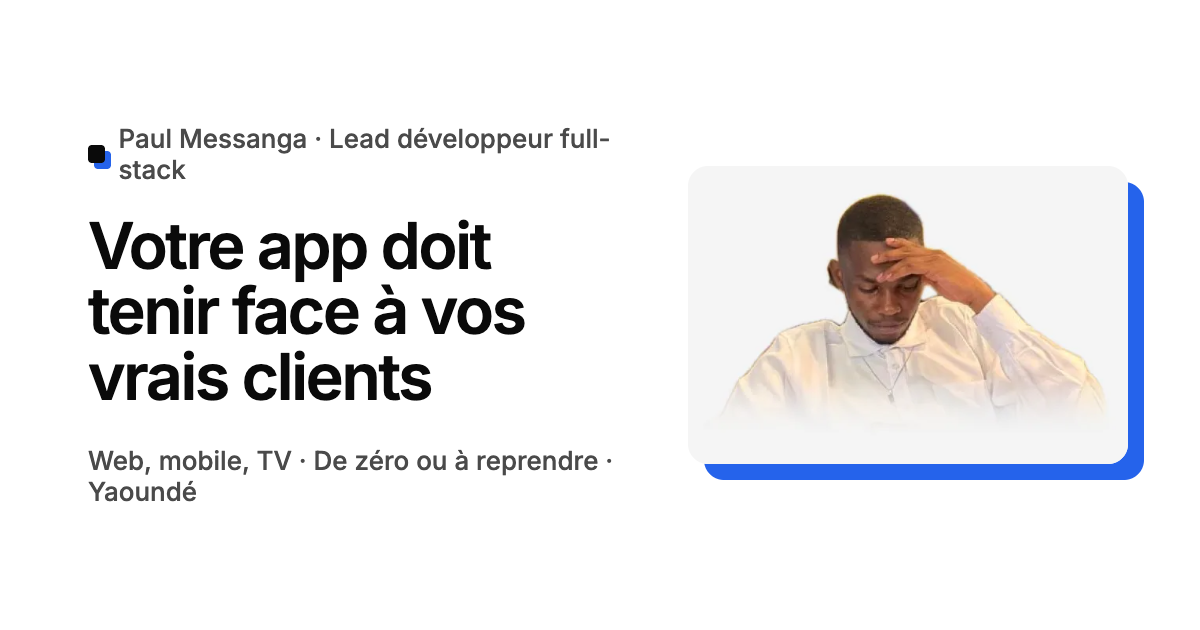 Paul Messanga · Lead développeur full-
stack
Votre app doit
tenir face à vos
vrais clients
Web, mobile, TV · De zéro ou à reprendre ·
Yaoundé